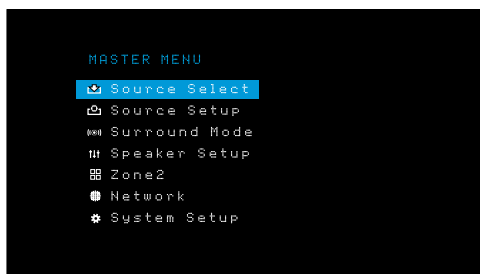 MASTER MENU
Source Select
Source Setup
Surround Mode
Speaker Setup
Zone2
Network
System Setup